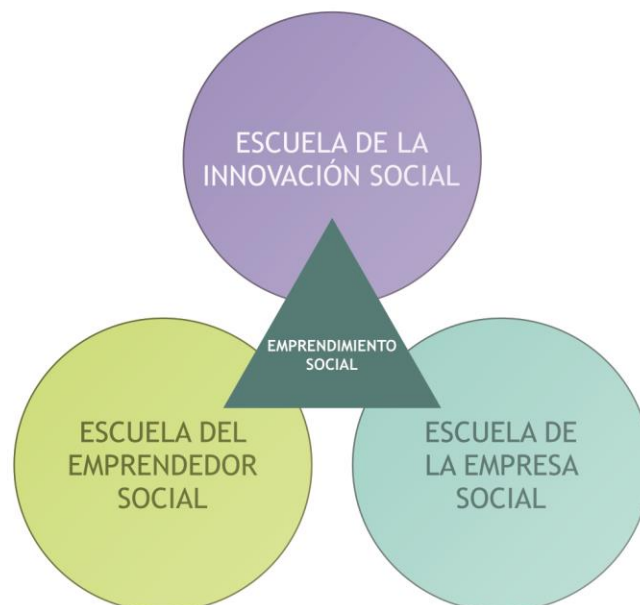 ESCUELA DE LA
INNOVACIÓN SOCIAL
EMPRENDIMIENTO
SOCIAL
ESCUELA DEL
EMPRENDEDOR
SOCIAL
ESCUELA DE
LA EMPRESA
SOCIAL